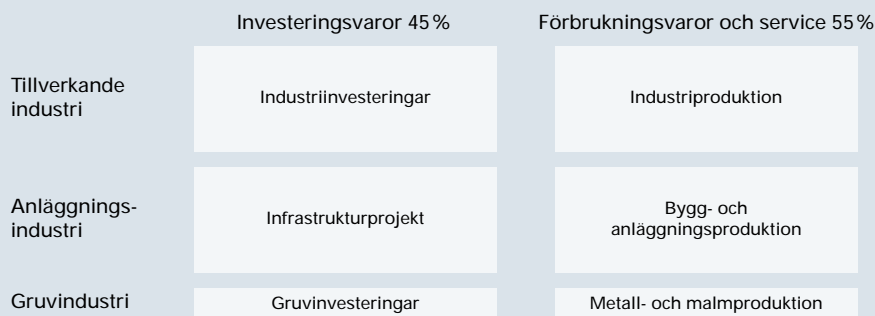 Investeringsvaror 45 %
Förbrukningsvaror och service 55 %
Tillverkande
industri
Industriinvesteringar
Industriproduktion
Anläggnings-
industri
Infrastrukturprojekt
Bygg- och
anläggningsproduktion
Gruvindustri
Gruvinvesteringar
Metall- och malmproduktion